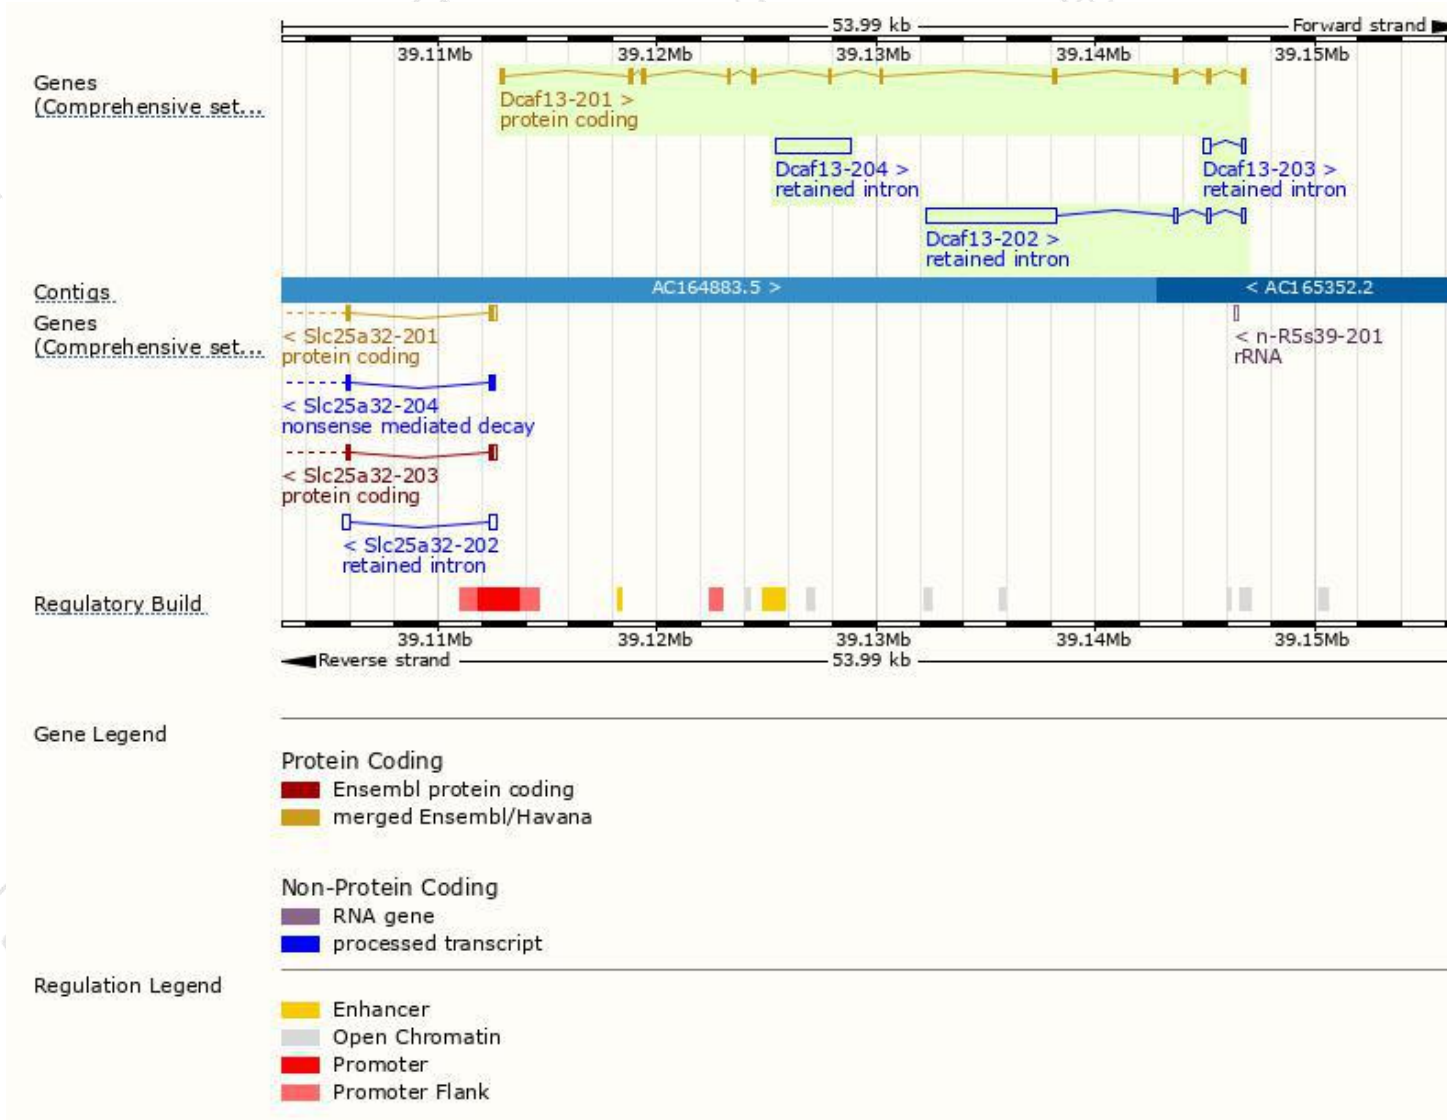 53.99 kb Forward strand
39.11Mb 39.12Mb 39.13Mb 39.14Mb 39.15Mb
Genes
(Comprehensive set...
Dcaf13-201 >
protein coding
Dcaf13-204 >
retained intron
Dcaf13-203 >
retained intron
Dcaf13-202 >
retained intron
Contigs
AC164883.5 >
< AC165352.2
Genes
(Comprehensive set...
< Slc25a32-201
protein coding
< n-R5s39-201
rRNA
< Slc25a32-204
nonsense mediated decay
< Slc25a32-203
protein coding
< Slc25a32-202
retained intron
Regulatory Build
39.11Mb 39.12Mb 39.13Mb 39.14Mb 39.15Mb
Reverse strand 53.99 kb
Gene Legend
Protein Coding
Ensembl protein coding
merged Ensembl/Havana
Non-Protein Coding
RNA gene
processed transcript
Regulation Legend
Enhancer
Open Chromatin
Promoter
Promoter Flank